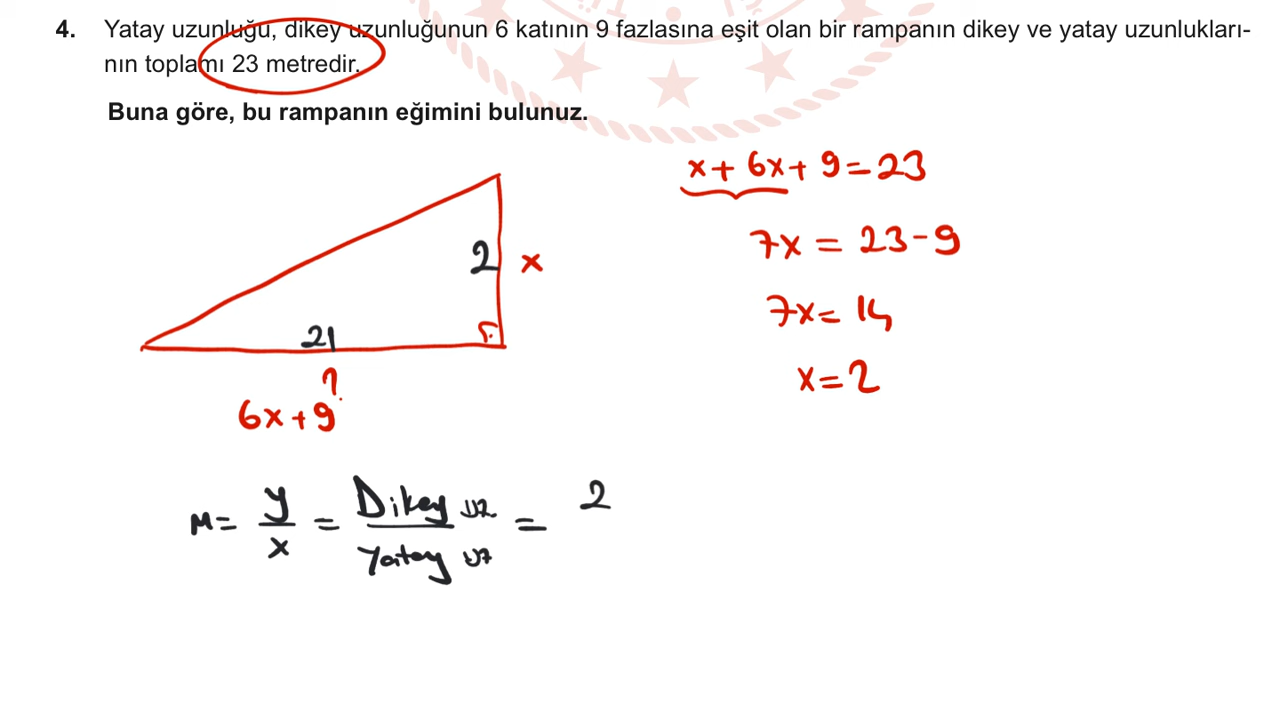 4. Yatay uzunluğu, dikey uzunluğunun 6 katının 9 fazlasına eşit olan bir rampanın dikey ve yatay uzunlukları-
nın toplamı 23 metredir.
Buna göre, bu rampanın eğimini bulunuz.
x + 6x + 9 = 23
7x = 23 - 9
7x = 14
x = 2
2 x
21
?
6x + 9
M = y/x = Dikey uz / Yatay uz = 2